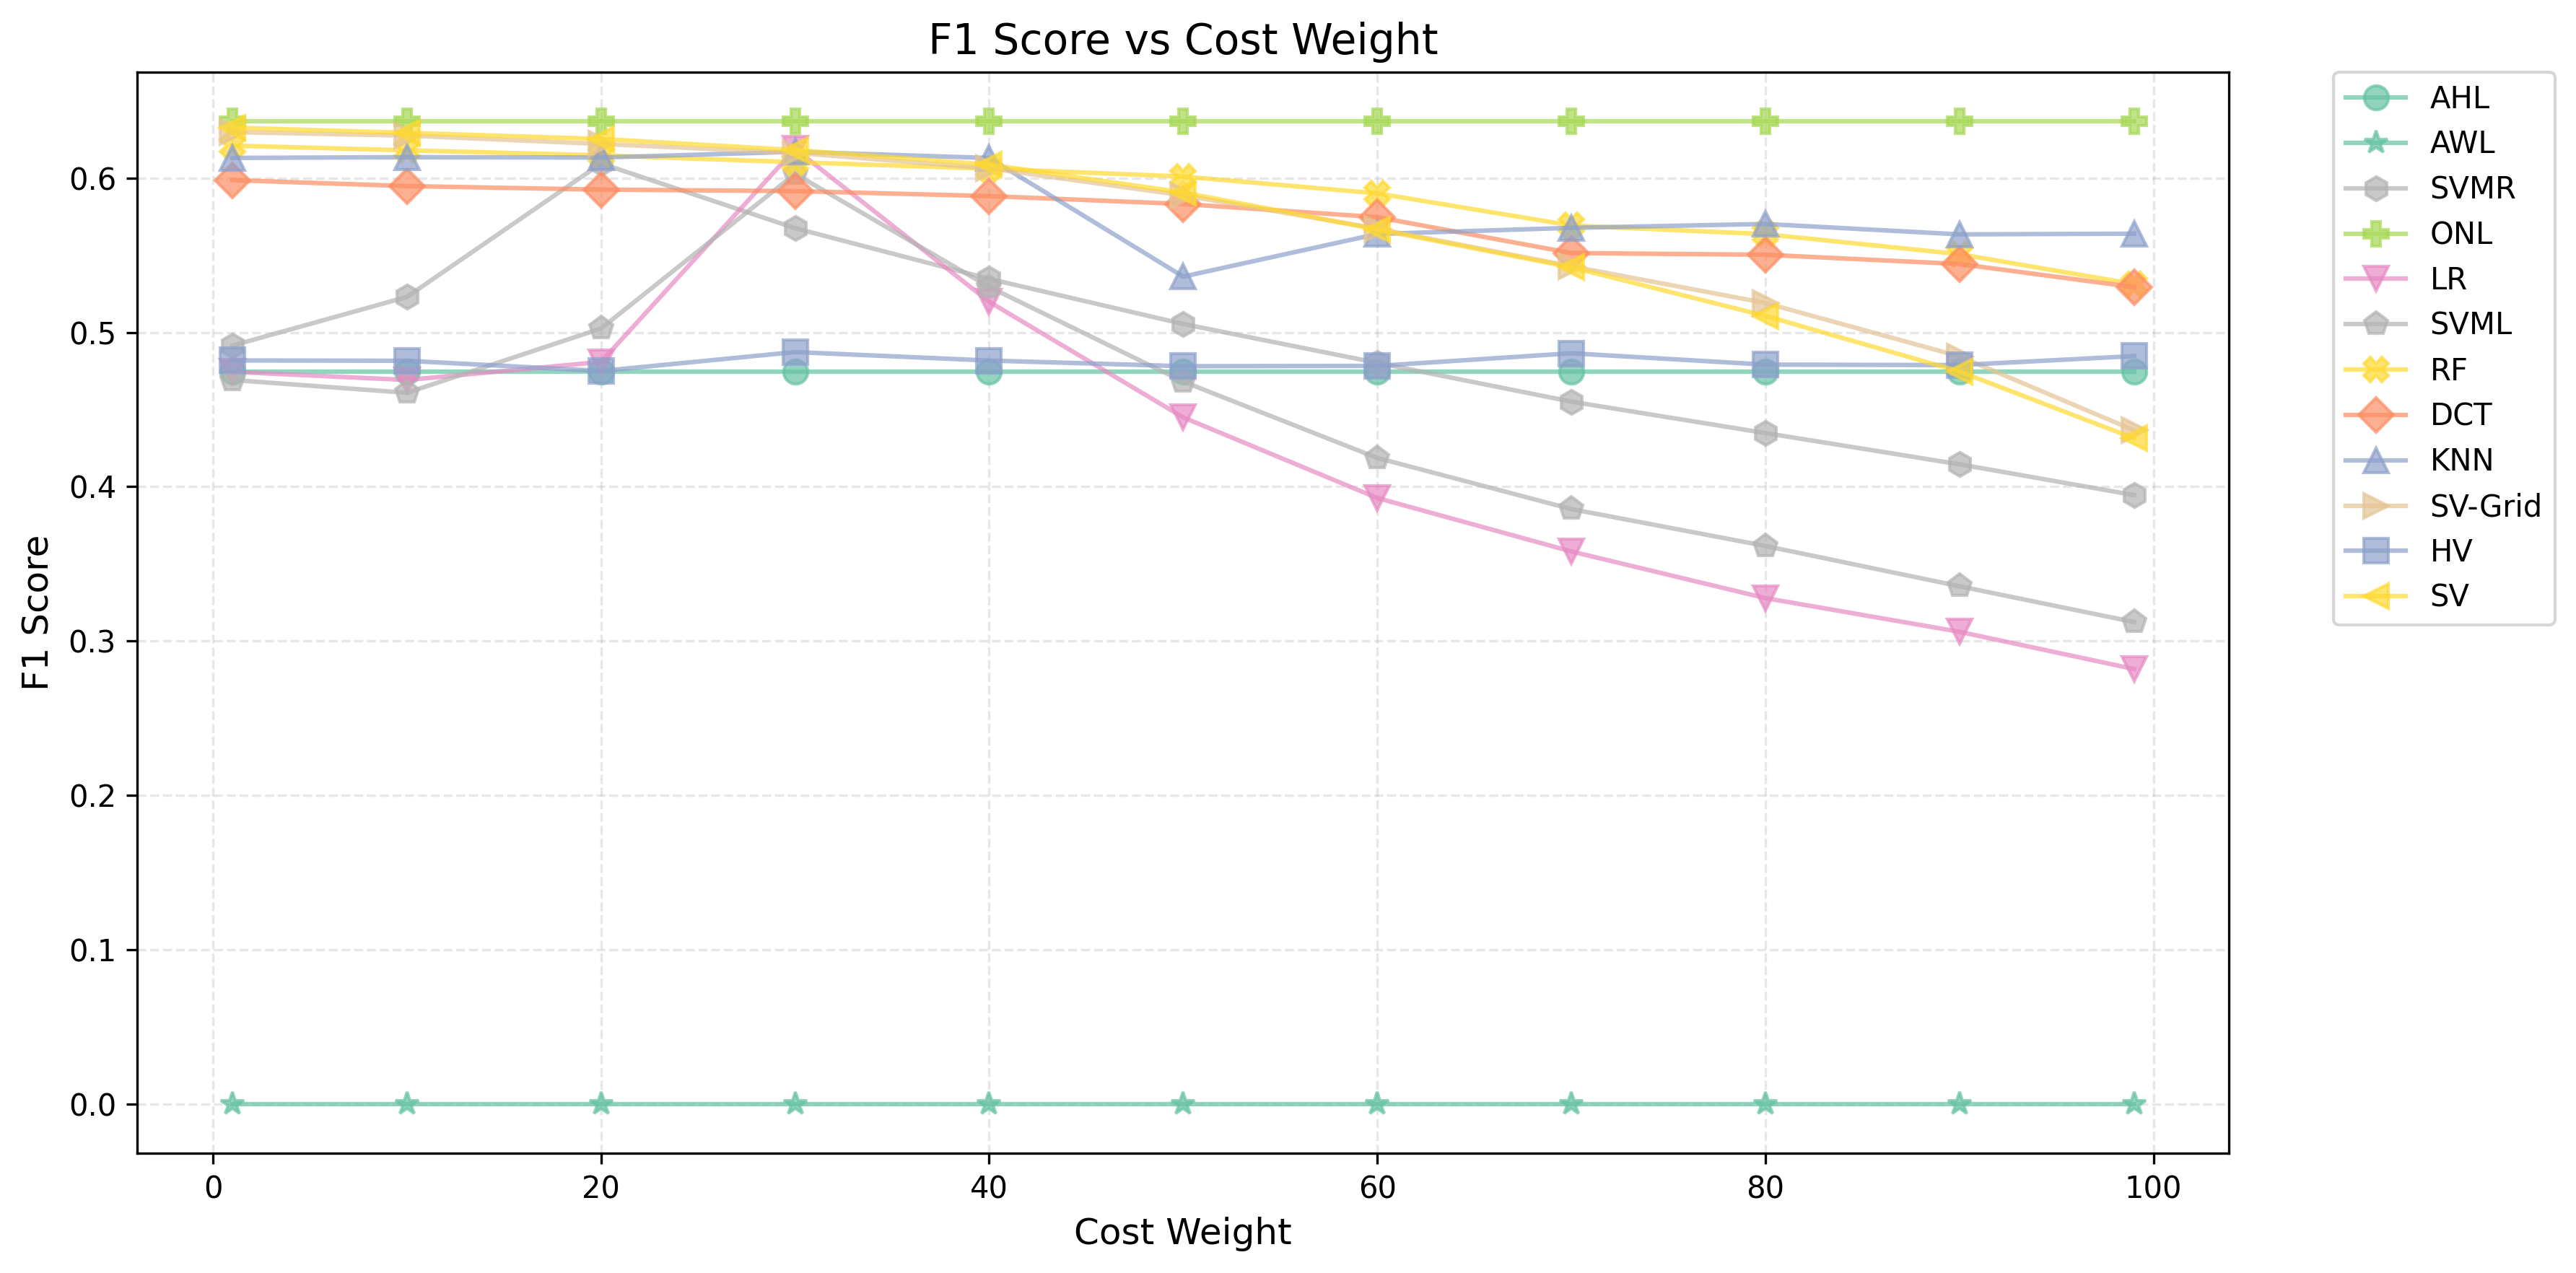 F1 Score vs Cost Weight
F1 Score
0.6
0.5
0.4
0.3
0.2
0.1
0.0
0 20 40 60 80 100
Cost Weight
AHL
AWL
SVMR
ONL
LR
SVML
RF
DCT
KNN
SV-Grid
HV
SV